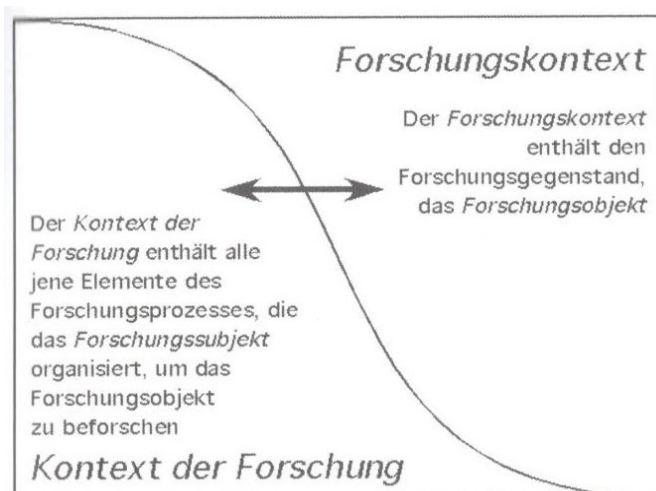 Forschungskontext
Der Forschungskontext
enthält den
Forschungsgegenstand,
das Forschungsobjekt
Der Kontext der
Forschung enthält alle
jene Elemente des
Forschungsprozesses, die
das Forschungssubjekt
organisiert, um das
Forschungsobjekt
zu beforschen
Kontext der Forschung